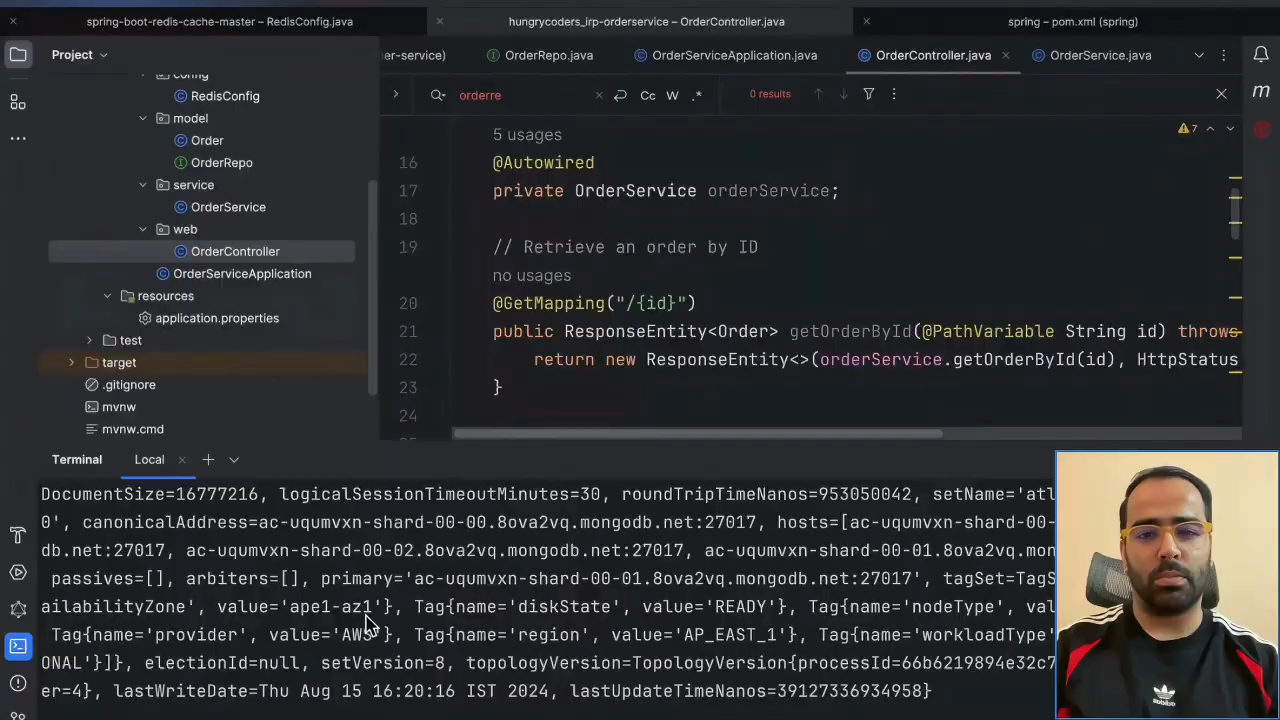 spring-boot-redis-cache-master – RedisConfig.java
hungrycoders_irp-orderservice – OrderController.java
spring – pom.xml (spring)
Project
er-service)
OrderRepo.java
OrderServiceApplication.java
OrderController.java
OrderService.java
config
RedisConfig
model
Order
OrderRepo
service
OrderService
web
OrderController
OrderServiceApplication
resources
application.properties
test
target
.gitignore
mvnw
mvnw.cmd
orderre
Cc W .*
0 results
7
5 usages
16 @Autowired
17 private OrderService orderService;
18
19 // Retrieve an order by ID
no usages
20 @GetMapping("/{id}")
21 public ResponseEntity<Order> getOrderById(@PathVariable String id) throws
22 return new ResponseEntity<>(orderService.getOrderById(id), HttpStatus
23 }
24
Terminal
Local
DocumentSize=16777216, logicalSessionTimeoutMinutes=30, roundTripTimeNanos=953050042, setName='atl
0', canonicalAddress=ac-uqumvxn-shard-00-00.8ova2vq.mongodb.net:27017, hosts=[ac-uqumvxn-shard-00-
db.net:27017, ac-uqumvxn-shard-00-02.8ova2vq.mongodb.net:27017, ac-uqumvxn-shard-00-01.8ova2vq.mongo
passives=[], arbiters=[], primary='ac-uqumvxn-shard-00-01.8ova2vq.mongodb.net:27017', tagSet=TagS
ailabilityZone', value='ape1-az1'}, Tag{name='diskState', value='READY'}, Tag{name='nodeType', va
Tag{name='provider', value='AWS'}, Tag{name='region', value='AP_EAST_1'}, Tag{name='workloadType'
ONAL'}]}, electionId=null, setVersion=8, topologyVersion=TopologyVersion{processId=66b6219894e32c7
er=4}, lastWriteDate=Thu Aug 15 16:20:16 IST 2024, lastUpdateTimeNanos=39127336934958}
adidas